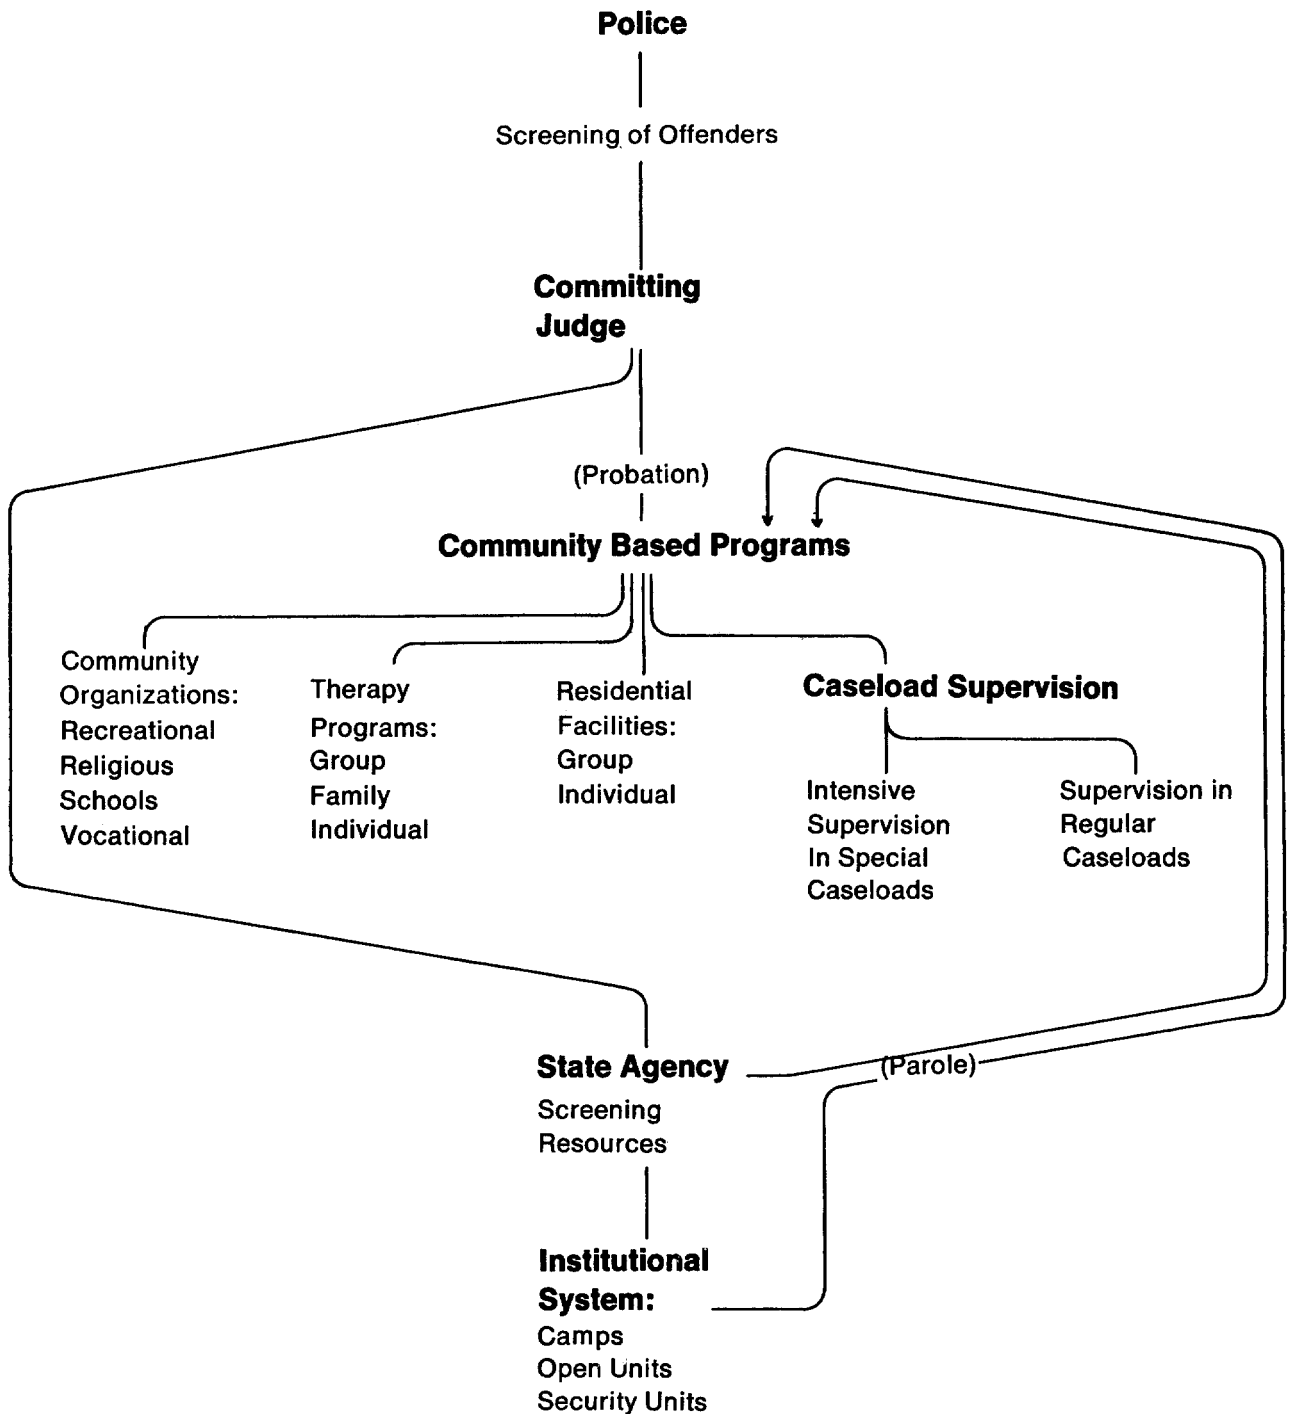 Police
Screening of Offenders
Committing
Judge
(Probation)
Community Based Programs
Community
Organizations:
Recreational
Religious
Schools
Vocational
Therapy
Programs:
Group
Family
Individual
Residential
Facilities:
Group
Individual
Caseload Supervision
Intensive
Supervision
In Special
Caseloads
Supervision in
Regular
Caseloads
State Agency
Screening
Resources
(Parole)
Institutional
System:
Camps
Open Units
Security Units